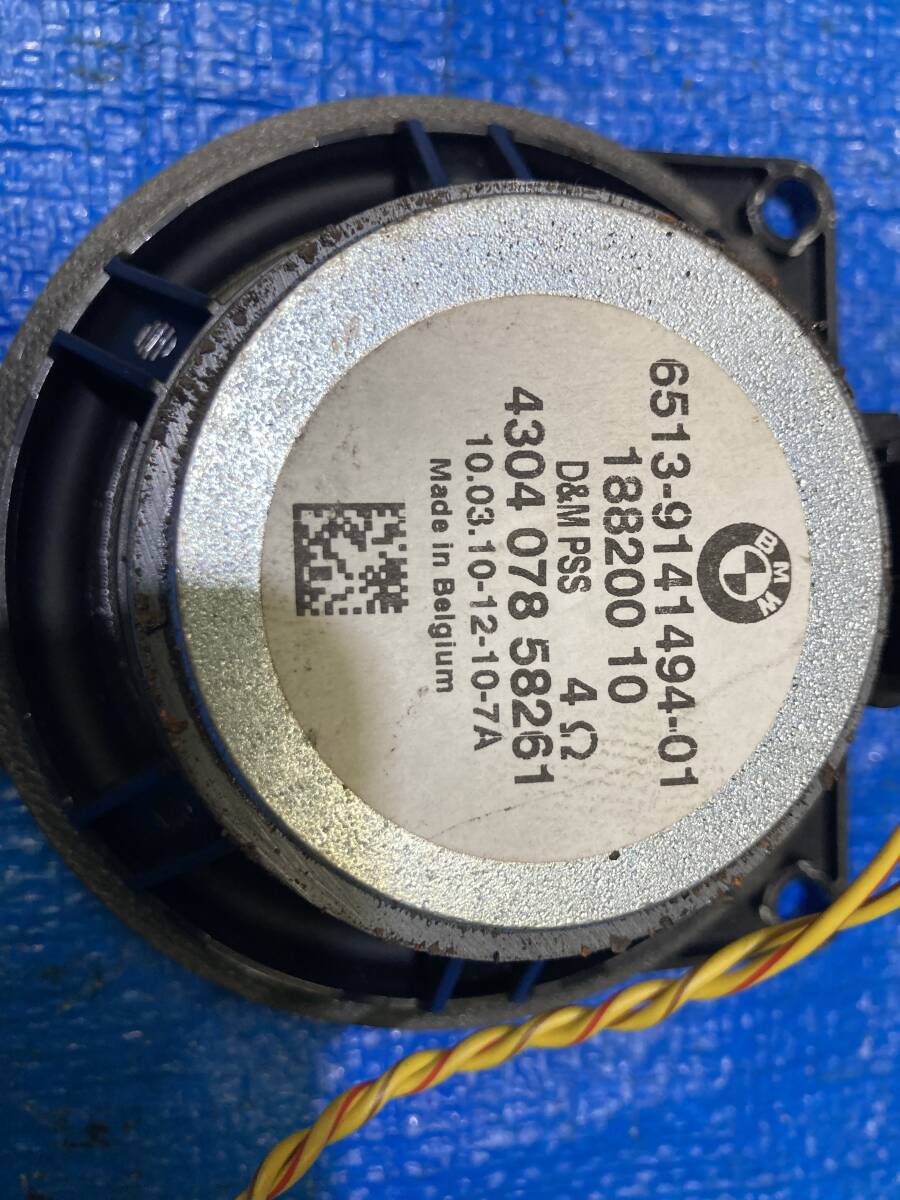 BMW
6513-9141494-01
188200 10
D&M PSS 4 Ω
4304 078 58261
10.03.10-12-10-7A
Made in Belgium